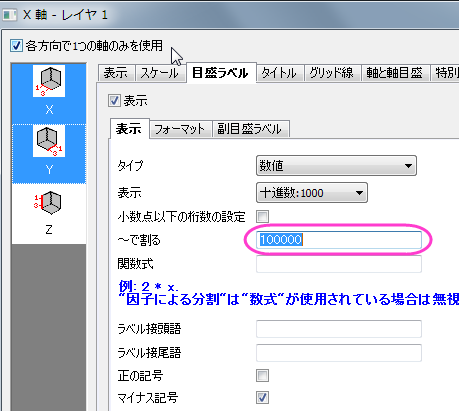 X 軸 - レイヤ 1
各方向で1つの軸のみを使用
表示 スケール 目盛ラベル タイトル グリッド線 軸と軸目盛 特別
表示
表示 フォーマット 副目盛ラベル
タイプ 数値
表示 十進数:1000
小数点以下の桁数の設定
～で割る 100000
関数式
例: 2 * x.
"因子による分割"は"数式"が使用されている場合は無視
ラベル接頭語
ラベル接尾語
正の記号
マイナス記号
1 3
X
3 1
Y
1 3
Z